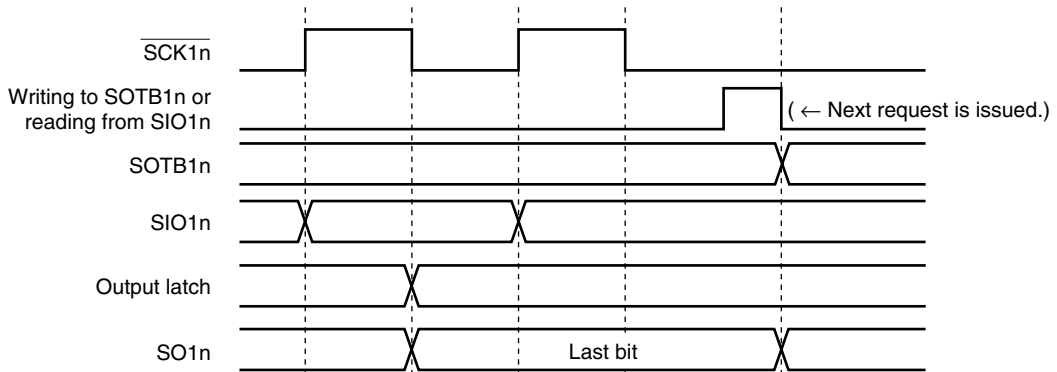 SCK1n
Writing to SOTB1n or
reading from SIO1n
( ← Next request is issued.)
SOTB1n
SIO1n
Output latch
SO1n
Last bit